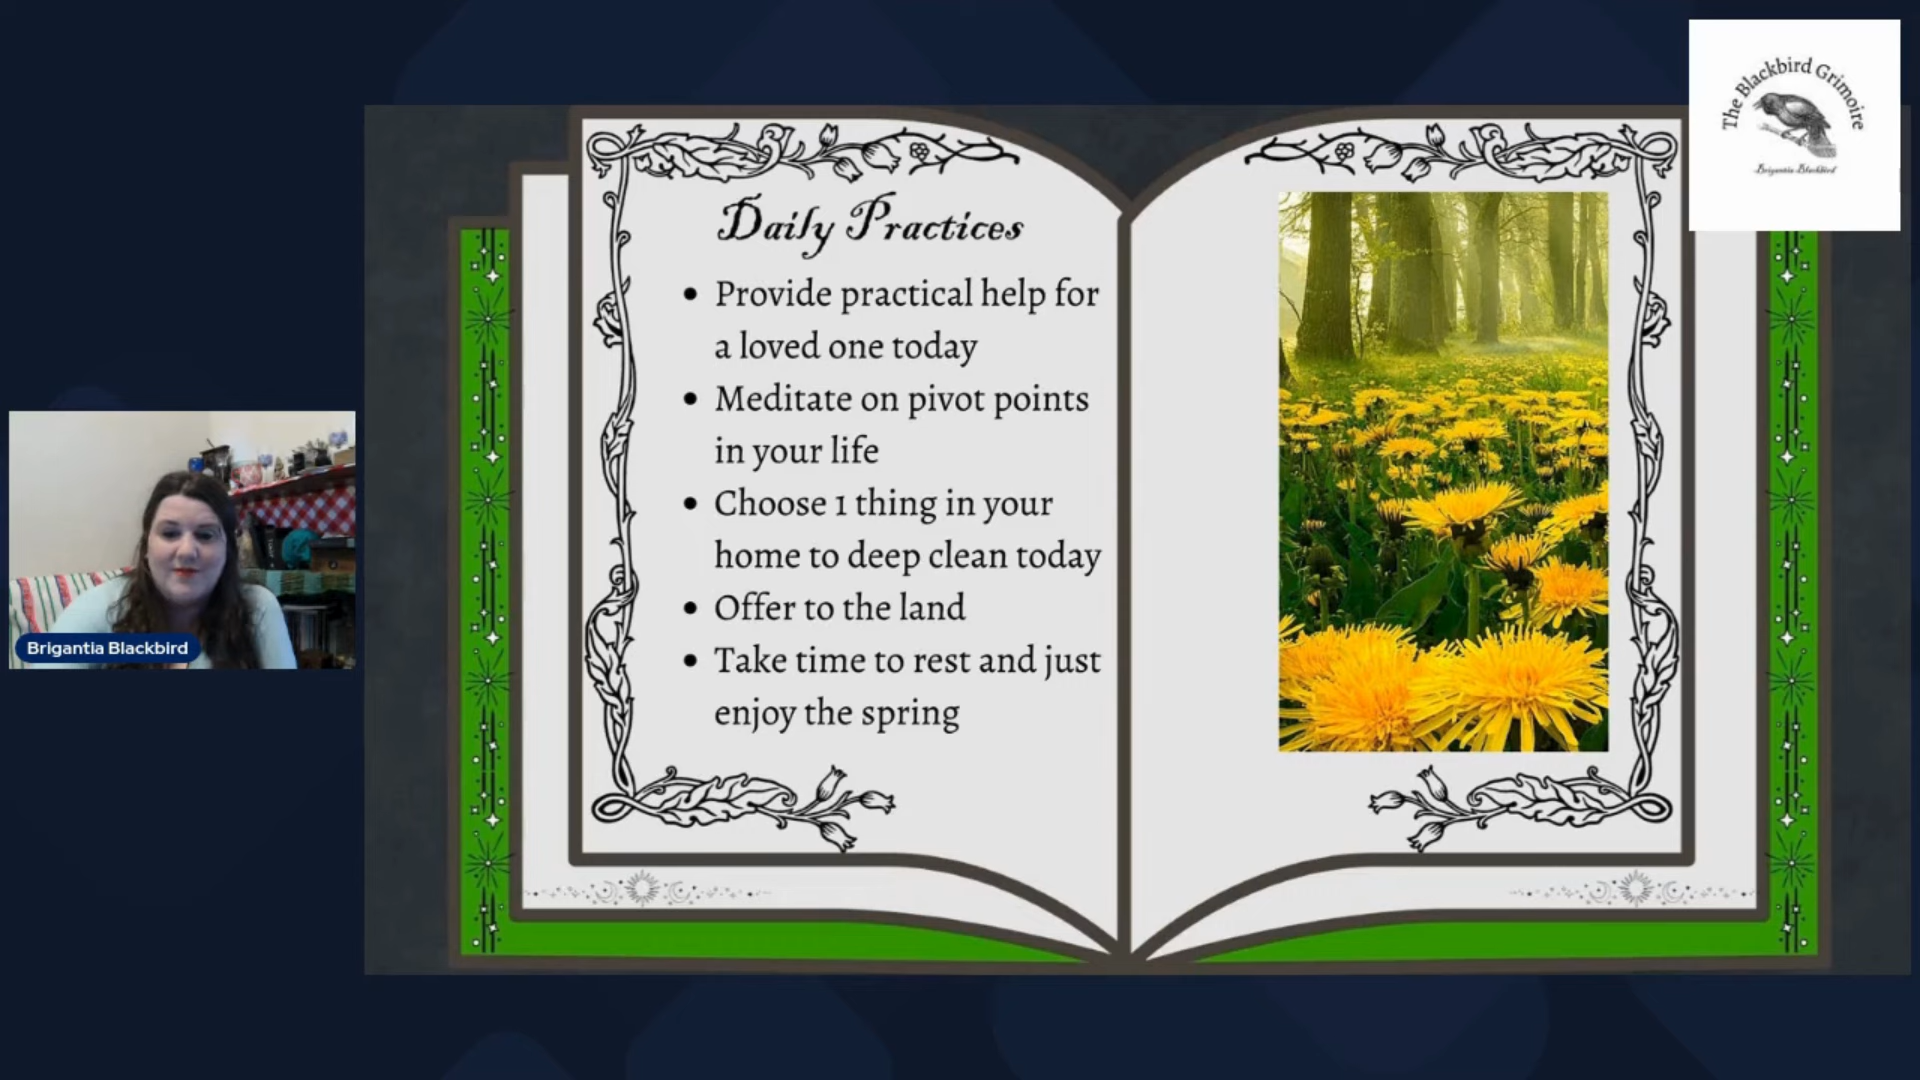 The Blackbird Grimoire
Brigantia Blackbird
Daily Practices
• Provide practical help for
a loved one today
• Meditate on pivot points
in your life
• Choose 1 thing in your
home to deep clean today
• Offer to the land
• Take time to rest and just
enjoy the spring
Brigantia Blackbird